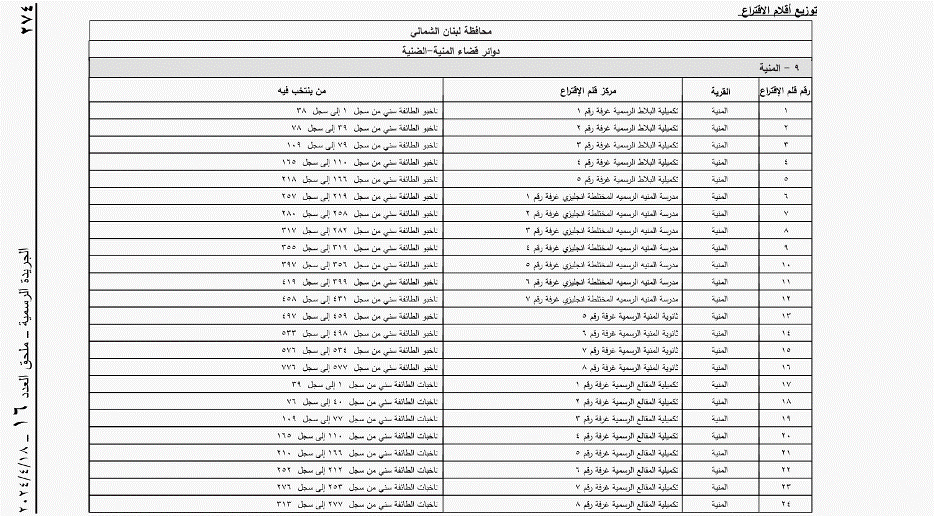 توزيع أقلام الاقتراع
٢٧٤
محافظة لبنان الشمالي
دوائر قضاء المنية-الضنية
٩ - المنية
رقم قلم الإقتراع القرية مركز قلم الإقتراع من ينتخب فيه
١ المنية تكميلية البلاط الرسمية غرفة رقم ١ ناخبو الطائفة سني من سجل ١ إلى سجل ٣٨
٢ المنية تكميلية البلاط الرسمية غرفة رقم ٢ ناخبو الطائفة سني من سجل ٣٩ إلى سجل ٧٨
٣ المنية تكميلية البلاط الرسمية غرفة رقم ٣ ناخبو الطائفة سني من سجل ٧٩ إلى سجل ١٠٩
٤ المنية تكميلية البلاط الرسمية غرفة رقم ٤ ناخبو الطائفة سني من سجل ١١٠ إلى سجل ١٦٥
٥ المنية تكميلية البلاط الرسمية غرفة رقم ٥ ناخبو الطائفة سني من سجل ١٦٦ إلى سجل ٢١٨
٦ المنية مدرسة المنيه الرسميه المختلطة انجليزي غرفة رقم ١ ناخبو الطائفة سني من سجل ٢١٩ إلى سجل ٢٥٧
٧ المنية مدرسة المنيه الرسميه المختلطة انجليزي غرفة رقم ٢ ناخبو الطائفة سني من سجل ٢٥٨ إلى سجل ٢٨٠
٨ المنية مدرسة المنيه الرسميه المختلطة انجليزي غرفة رقم ٣ ناخبو الطائفة سني من سجل ٢٨٢ إلى سجل ٣١٧
٩ المنية مدرسة المنيه الرسميه المختلطة انجليزي غرفة رقم ٤ ناخبو الطائفة سني من سجل ٣١٩ إلى سجل ٣٥٥
١٠ المنية مدرسة المنيه الرسميه المختلطة انجليزي غرفة رقم ٥ ناخبو الطائفة سني من سجل ٣٥٦ إلى سجل ٣٩٧
١١ المنية مدرسة المنيه الرسميه المختلطة انجليزي غرفة رقم ٦ ناخبو الطائفة سني من سجل ٣٩٩ إلى سجل ٤١٩
١٢ المنية مدرسة المنيه الرسميه المختلطة انجليزي غرفة رقم ٧ ناخبو الطائفة سني من سجل ٤٣١ إلى سجل ٤٥٨
١٣ المنية ثانوية المنية الرسمية غرفة رقم ٥ ناخبو الطائفة سني من سجل ٤٥٩ إلى سجل ٤٩٧
١٤ المنية ثانوية المنية الرسمية غرفة رقم ٦ ناخبو الطائفة سني من سجل ٤٩٨ إلى سجل ٥٣٣
١٥ المنية ثانوية المنية الرسمية غرفة رقم ٧ ناخبو الطائفة سني من سجل ٥٣٤ إلى سجل ٥٧٦
١٦ المنية ثانوية المنية الرسمية غرفة رقم ٨ ناخبو الطائفة سني من سجل ٥٧٧ إلى سجل ٧٧٦
١٧ المنية تكميلية المقالع الرسمية غرفة رقم ١ ناخبات الطائفة سني من سجل ١ إلى سجل ٣٩
١٨ المنية تكميلية المقالع الرسمية غرفة رقم ٢ ناخبات الطائفة سني من سجل ٤٠ إلى سجل ٧٦
١٩ المنية تكميلية المقالع الرسمية غرفة رقم ٣ ناخبات الطائفة سني من سجل ٧٧ إلى سجل ١٠٩
٢٠ المنية تكميلية المقالع الرسمية غرفة رقم ٤ ناخبات الطائفة سني من سجل ١١٠ إلى سجل ١٦٥
٢١ المنية تكميلية المقالع الرسمية غرفة رقم ٥ ناخبات الطائفة سني من سجل ١٦٦ إلى سجل ٢١٠
٢٢ المنية تكميلية المقالع الرسمية غرفة رقم ٦ ناخبات الطائفة سني من سجل ٢١٢ إلى سجل ٢٥٢
٢٣ المنية تكميلية المقالع الرسمية غرفة رقم ٧ ناخبات الطائفة سني من سجل ٢٥٣ إلى سجل ٢٧٦
٢٤ المنية تكميلية المقالع الرسمية غرفة رقم ٨ ناخبات الطائفة سني من سجل ٢٧٧ إلى سجل ٣١٣
الجريدة الرسمية - ملحق العدد ١٦ - ٢٠٢٤/٤/١٨